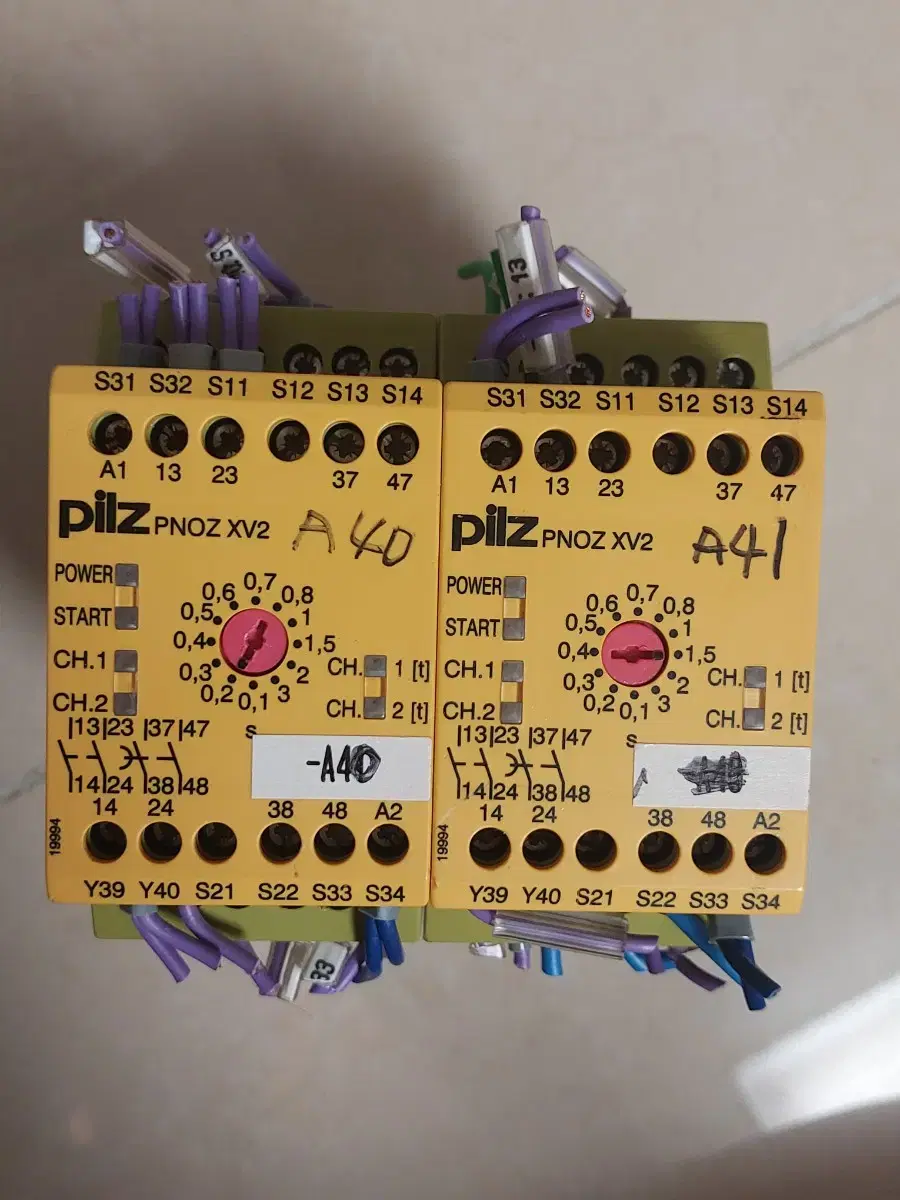 13
S31 S32 S11 S12 S13 S14
A1 13 23 37 47
pilz PNOZ XV2 A40
POWER
START
CH.1
CH.2
0,1 0,2 0,3 0,4 0,5 0,6 0,7 0,8 1 1,5 2 3
s
CH. 1 [t]
CH. 2 [t]
|13|23 |37|47
|14|24 |38|48
-A40
14 24 38 48 A2
19994
Y39 Y40 S21 S22 S33 S34
33
S31 S32 S11 S12 S13 S14
A1 13 23 37 47
pilz PNOZ XV2 A41
POWER
START
CH.1
CH.2
0,1 0,2 0,3 0,4 0,5 0,6 0,7 0,8 1 1,5 2 3
s
CH. 1 [t]
CH. 2 [t]
|13|23 |37|47
|14|24 |38|48
14 24 38 48 A2
19994
Y39 Y40 S21 S22 S33 S34